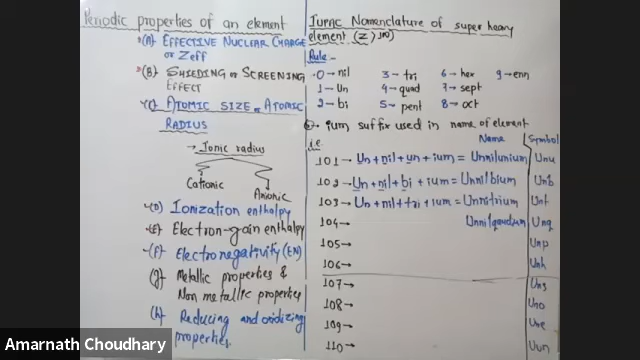 Periodic properties of an element
(A) EFFECTIVE NUCLEAR CHARGE
or Zeff
(B) SHIEDING or SCREENING
EFFECT
(C) ATOMIC SIZE or ATOMIC
RADIUS
→ Ionic radius
Cationic
Anionic
(D) Ionization enthalpy
(E) Electron-gain enthalpy
(F) Electronegativity (EN)
(g) Metallic properties &
Non metallic properties
(h) Reducing and oxidizing
properties
IUPAC Nomenclature of super heavy
element (Z > 100)
Rule -
0 → nil 3 → tri 6 → hex 9 → enn
1 → Un 4 → quad 7 → sept
2 → bi 5 → pent 8 → oct
ium suffix used in name of element
i.e. Name Symbol
101 → Un + nil + un + ium = Unnilunium Unu
102 → Un + nil + bi + ium = Unnilbium Unb
103 → Un + nil + tri + ium = Unnitrium Unt
104 → Unnilquadium Unq
105 → Unp
106 → Unh
107 → Uns
108 → Uno
109 → Une
110 → Uun
Amarnath Choudhary